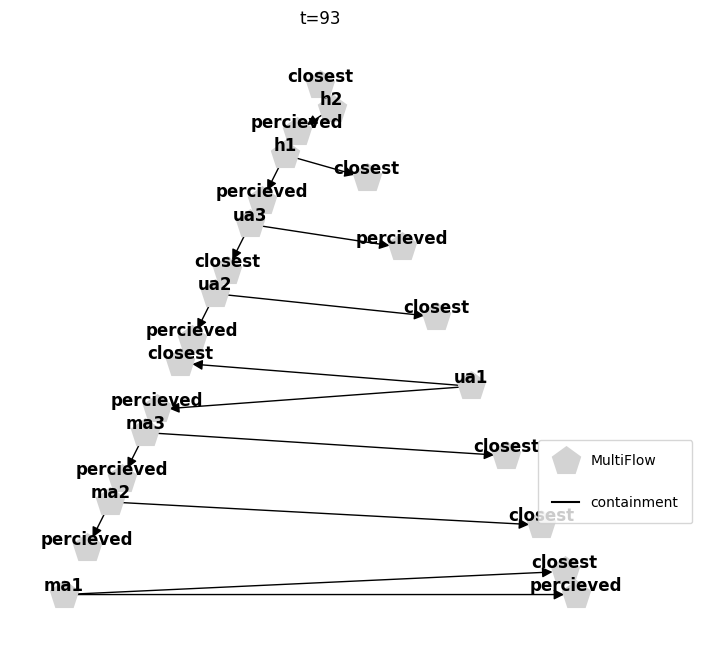 t=93
closest
h2
percieved
h1
closest
percieved
ua3
percieved
closest
ua2
closest
percieved
closest
ua1
percieved
ma3
closest
MultiFlow
percieved
ma2
containment
closest
percieved
closest
ma1
percieved